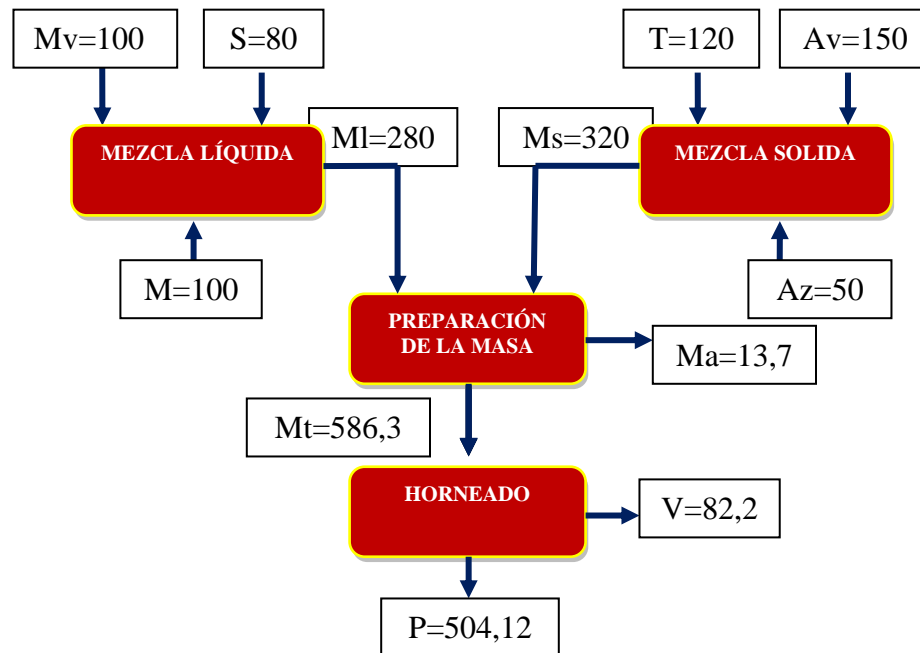 Mv=100
S=80
T=120
Av=150
MEZCLA LÍQUIDA
Ml=280
Ms=320
MEZCLA SOLIDA
M=100
Az=50
PREPARACIÓN
DE LA MASA
Ma=13,7
Mt=586,3
HORNEADO
V=82,2
P=504,12